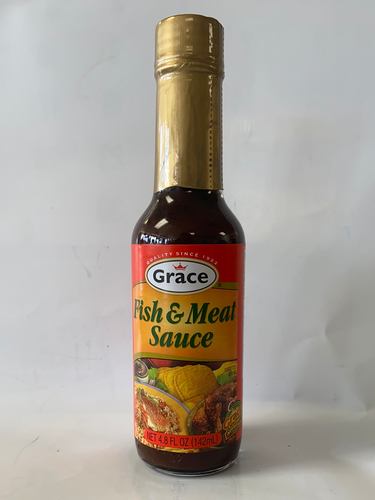 QUALITY SINCE 1922
Grace
Fish & Meat
Sauce
NET 4.8 FL OZ (142mL)